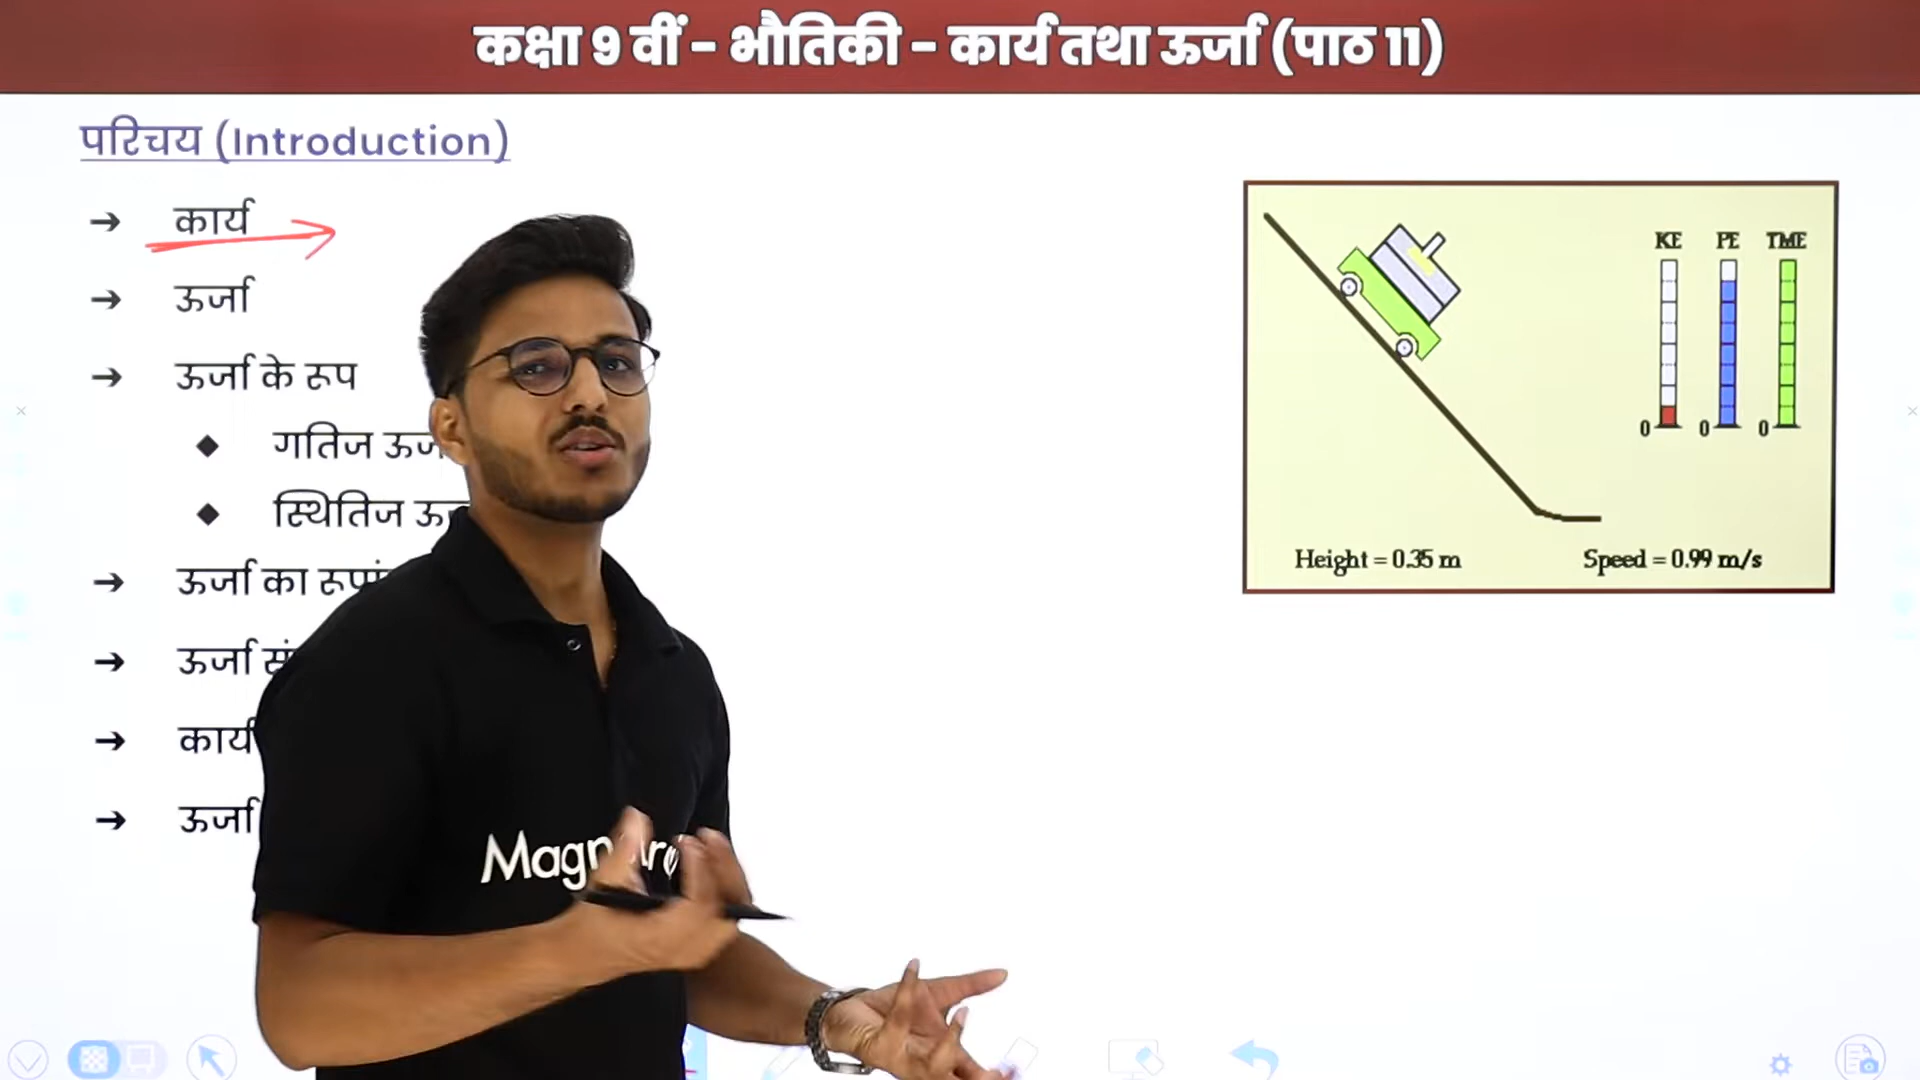 कक्षा 9 वीं - भौतिकी - कार्य तथा ऊर्जा (पाठ 11)
परिचय (Introduction)
➔ कार्य
➔ ऊर्जा
➔ ऊर्जा के रूप
◆ गतिज
◆ स्थितिज
➔ ऊर्जा का
➔ ऊर्जा
➔ कार्य
➔ ऊर्जा
KE PE TME
0 0 0
Height = 0.35 m Speed = 0.99 m/s